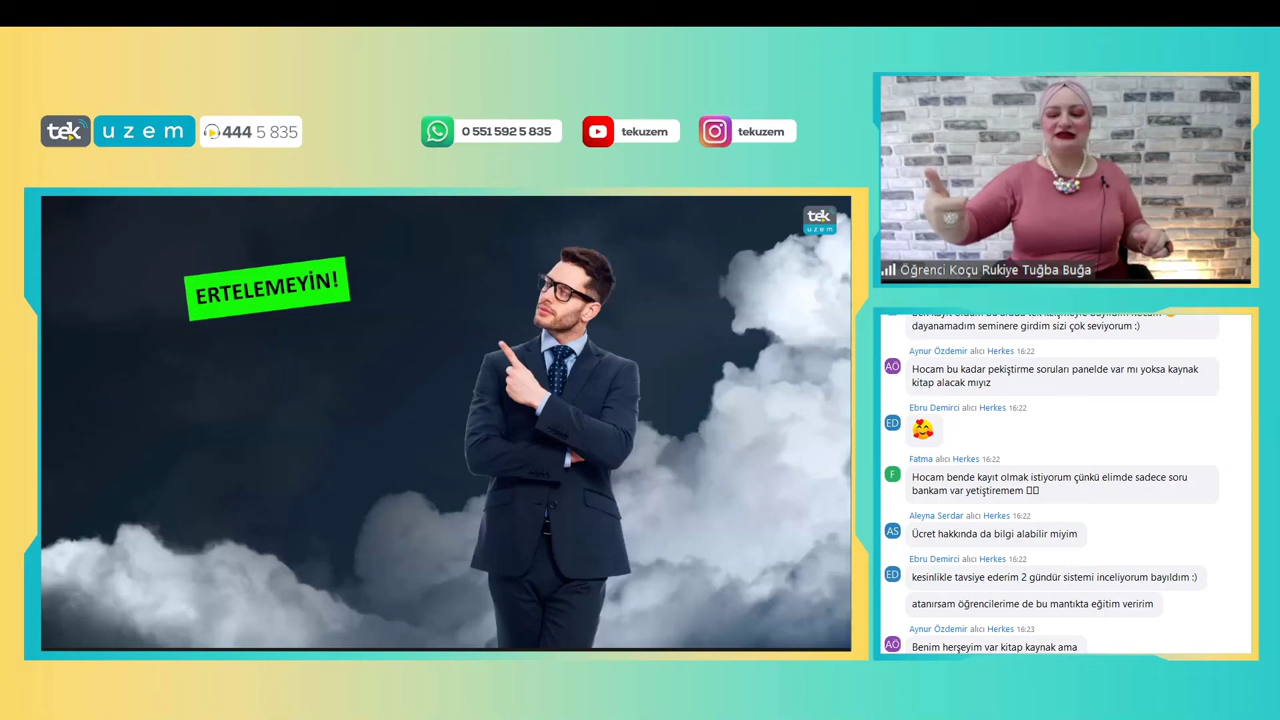 tek uzem 444 5 835
0 551 592 5 835
tekuzem
tekuzem
tek
uzem
ERTELEMEYİN!
Öğrenci Koçu Rukiye Tuğba Buğa
dayanamadım seminere girdim sizi çok seviyorum :)
Aynur Özdemir alıcı Herkes 16:22
AÖ
Hocam bu kadar pekiştirme soruları panelde var mı yoksa kaynak
kitap alacak mıyız
Ebru Demirci alıcı Herkes 16:22
ED
Fatma alıcı Herkes 16:22
F
Hocam bende kayıt olmak istiyorum çünkü elimde sadece soru
bankam var yetiştiremem
Aleyna Serdar alıcı Herkes 16:22
AS
Ücret hakkında da bilgi alabilir miyim
Ebru Demirci alıcı Herkes 16:22
ED
kesinlikle tavsiye ederim 2 gündür sistemi inceliyorum bayıldım :)
atanırsam öğrencilerime de bu mantıkta eğitim veririm
Aynur Özdemir alıcı Herkes 16:23
AÖ
Benim herşeyim var kitap kaynak ama